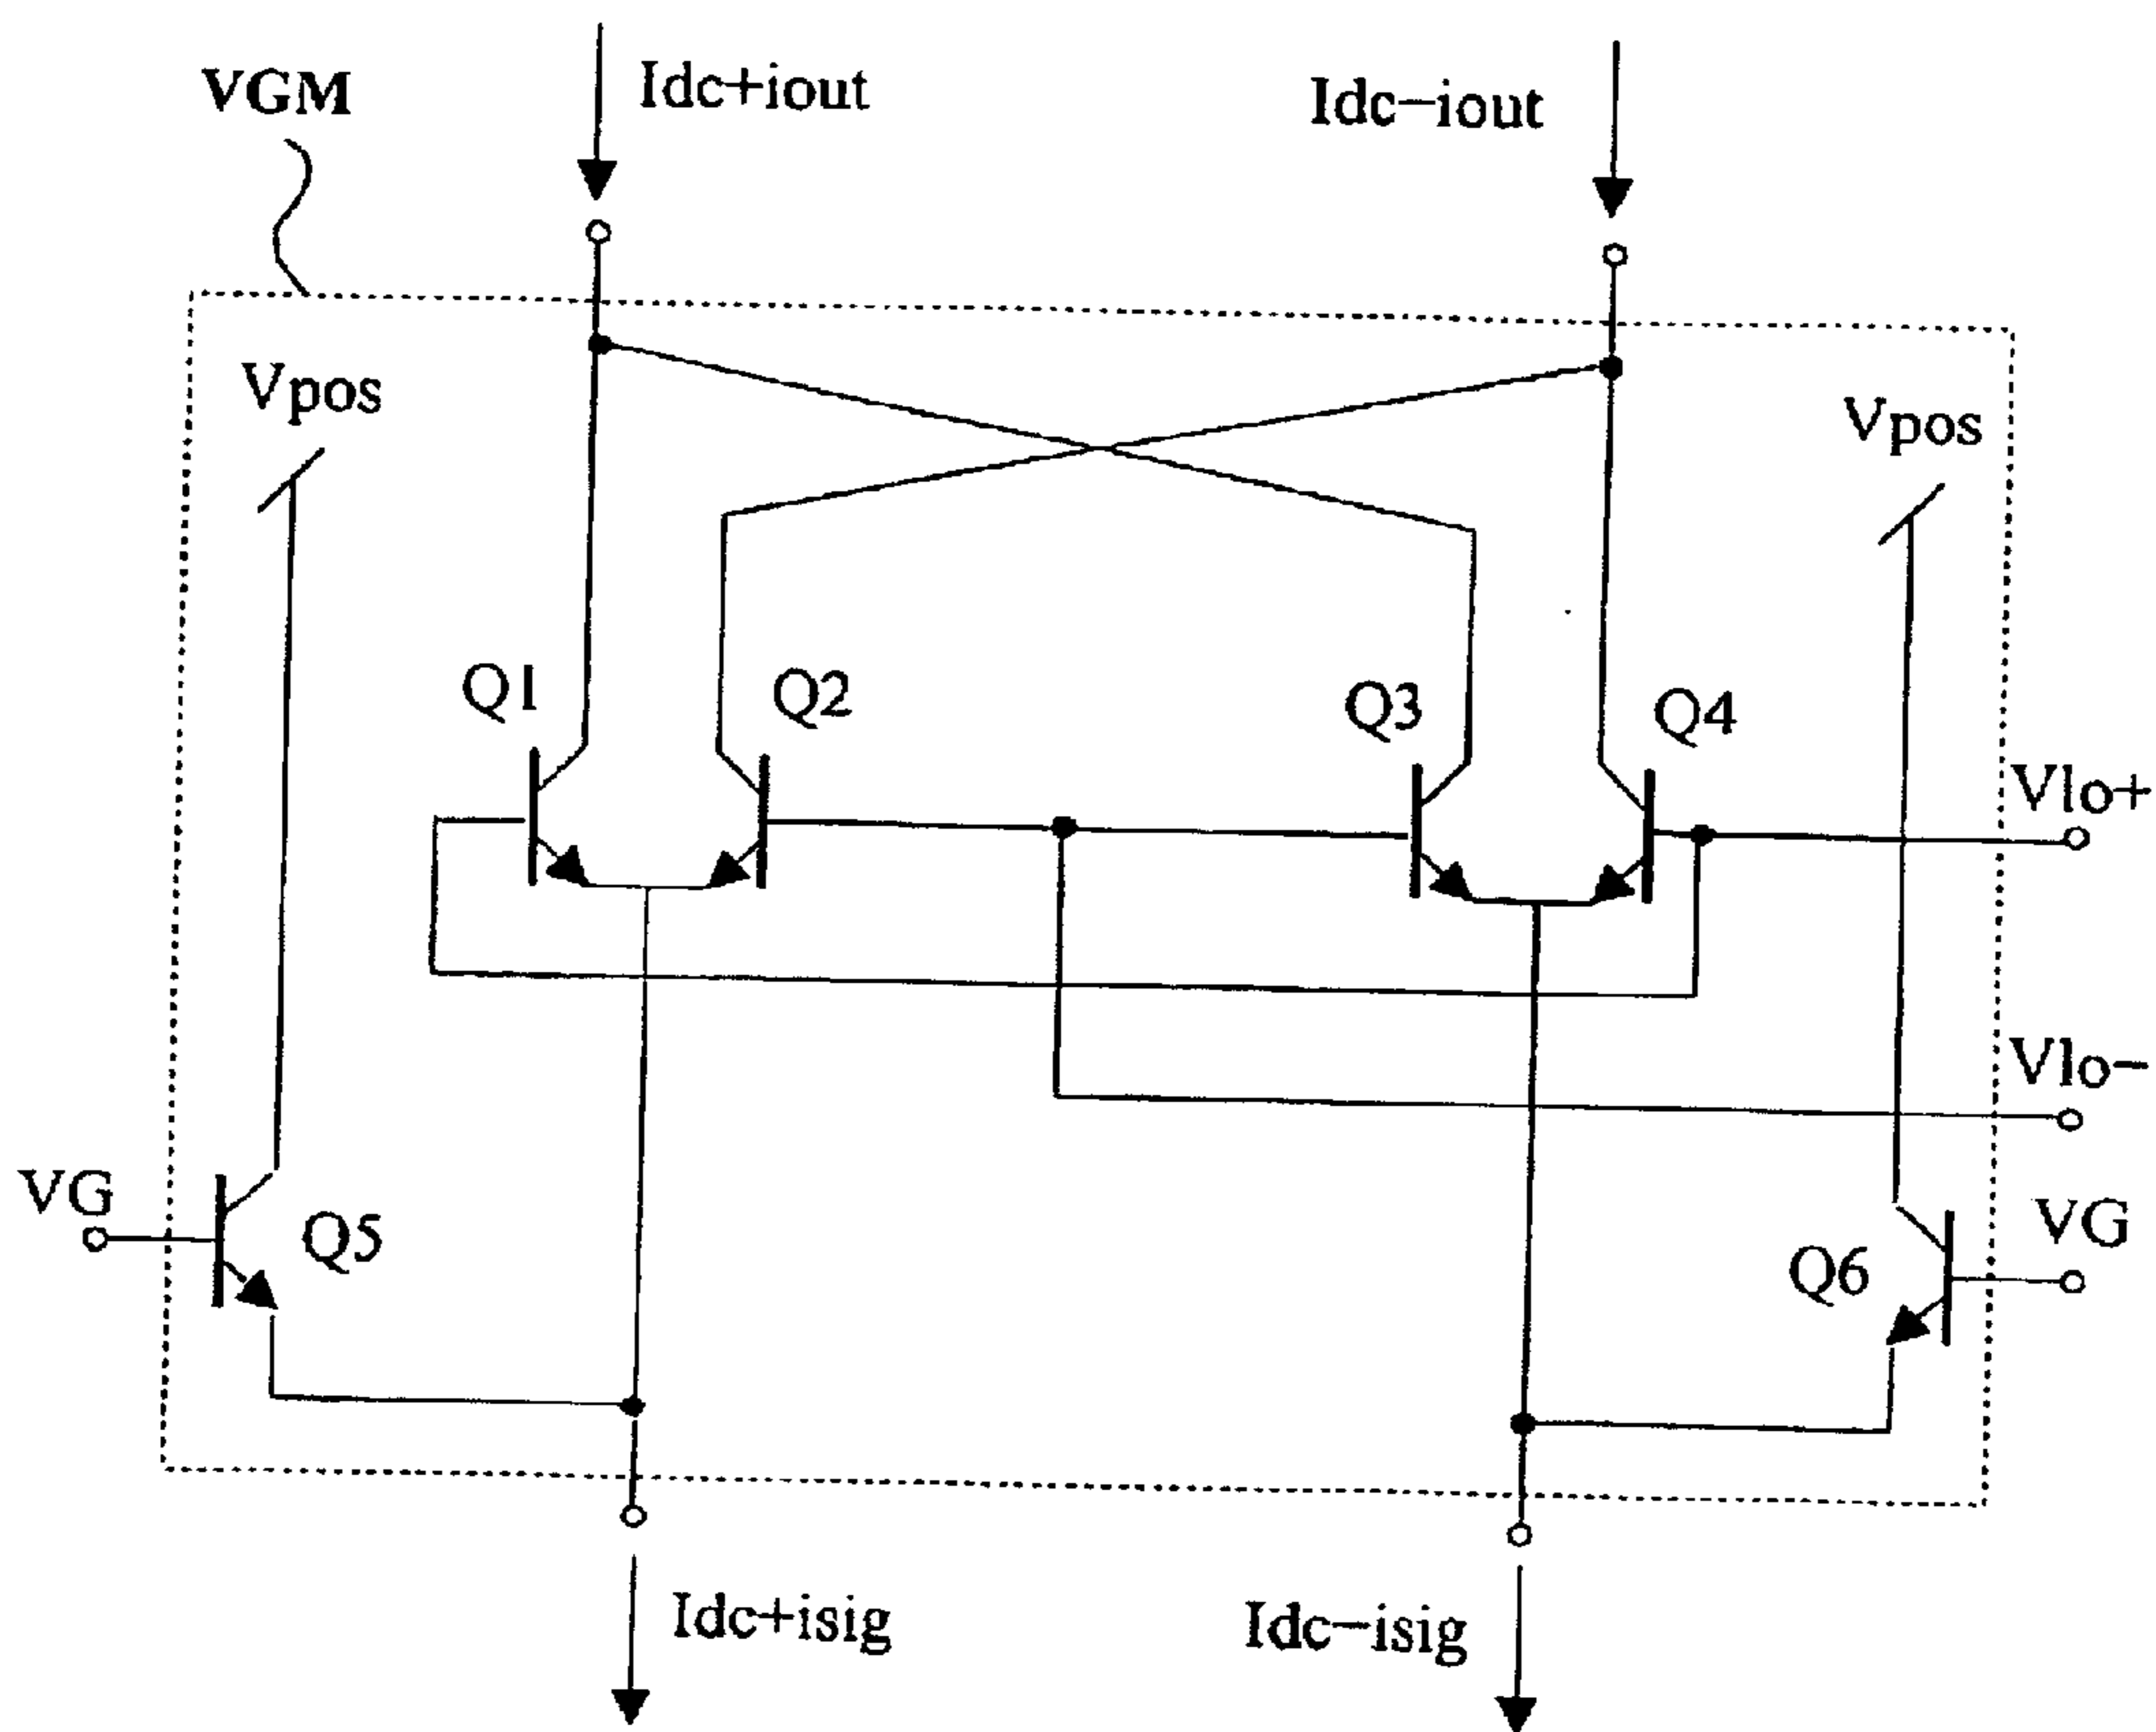 VGM
Idc+iout
Idc−iout
Vpos
Vpos
Q1
Q2
Q3
Q4
Vlo+
Vlo−
VG
Q5
Q6
VG
Idc+isig
Idc−isig